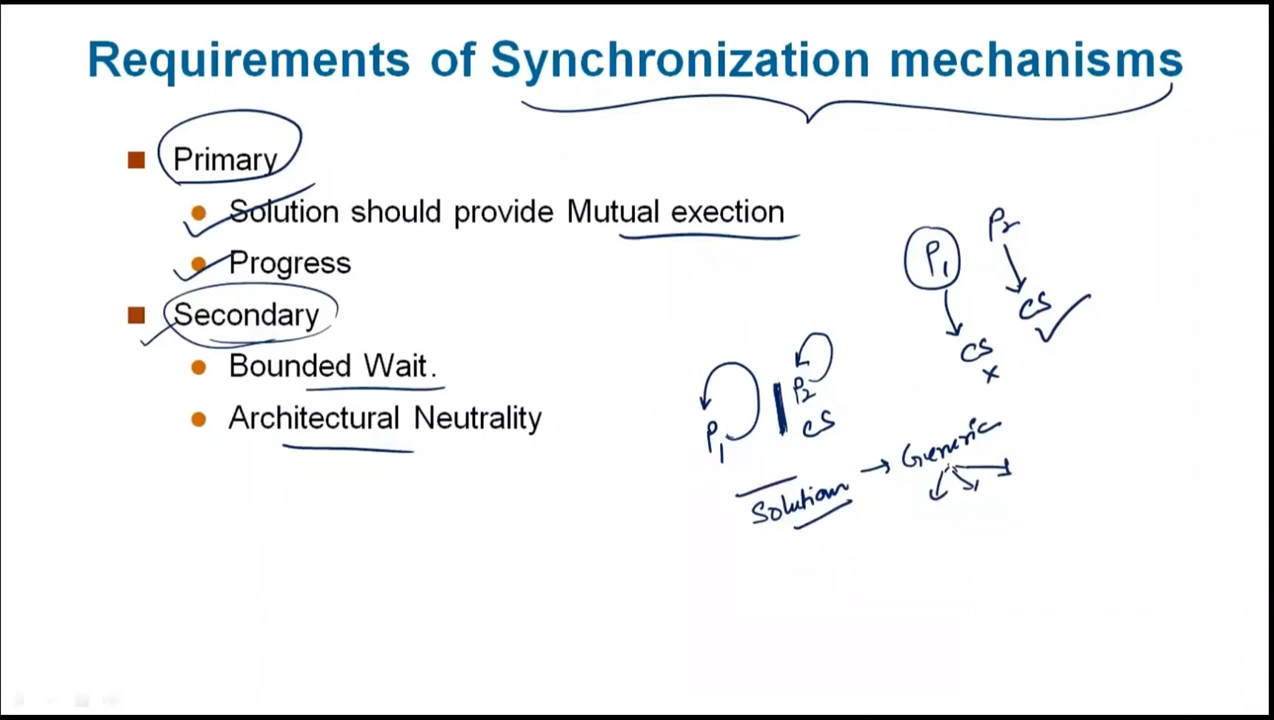 Requirements of Synchronization mechanisms
Primary
Solution should provide Mutual exection
Progress
Secondary
Bounded Wait.
Architectural Neutrality
P1
P2
CS
CS
x
P1
P2
CS
Solution → Generic